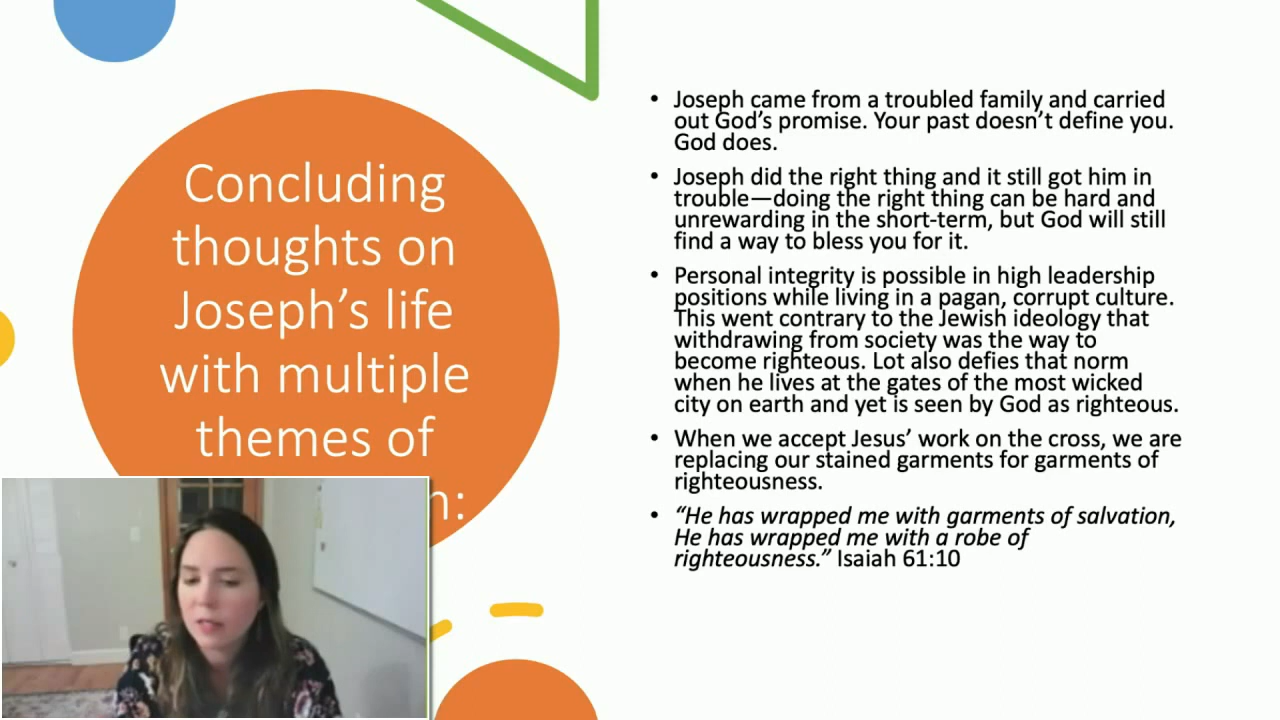 Concluding
thoughts on
Joseph’s life
with multiple
themes of
n:
• Joseph came from a troubled family and carried
out God’s promise. Your past doesn’t define you.
God does.
• Joseph did the right thing and it still got him in
trouble—doing the right thing can be hard and
unrewarding in the short-term, but God will still
find a way to bless you for it.
• Personal integrity is possible in high leadership
positions while living in a pagan, corrupt culture.
This went contrary to the Jewish ideology that
withdrawing from society was the way to
become righteous. Lot also defies that norm
when he lives at the gates of the most wicked
city on earth and yet is seen by God as righteous.
• When we accept Jesus’ work on the cross, we are
replacing our stained garments for garments of
righteousness.
• “He has wrapped me with garments of salvation,
He has wrapped me with a robe of
righteousness.” Isaiah 61:10